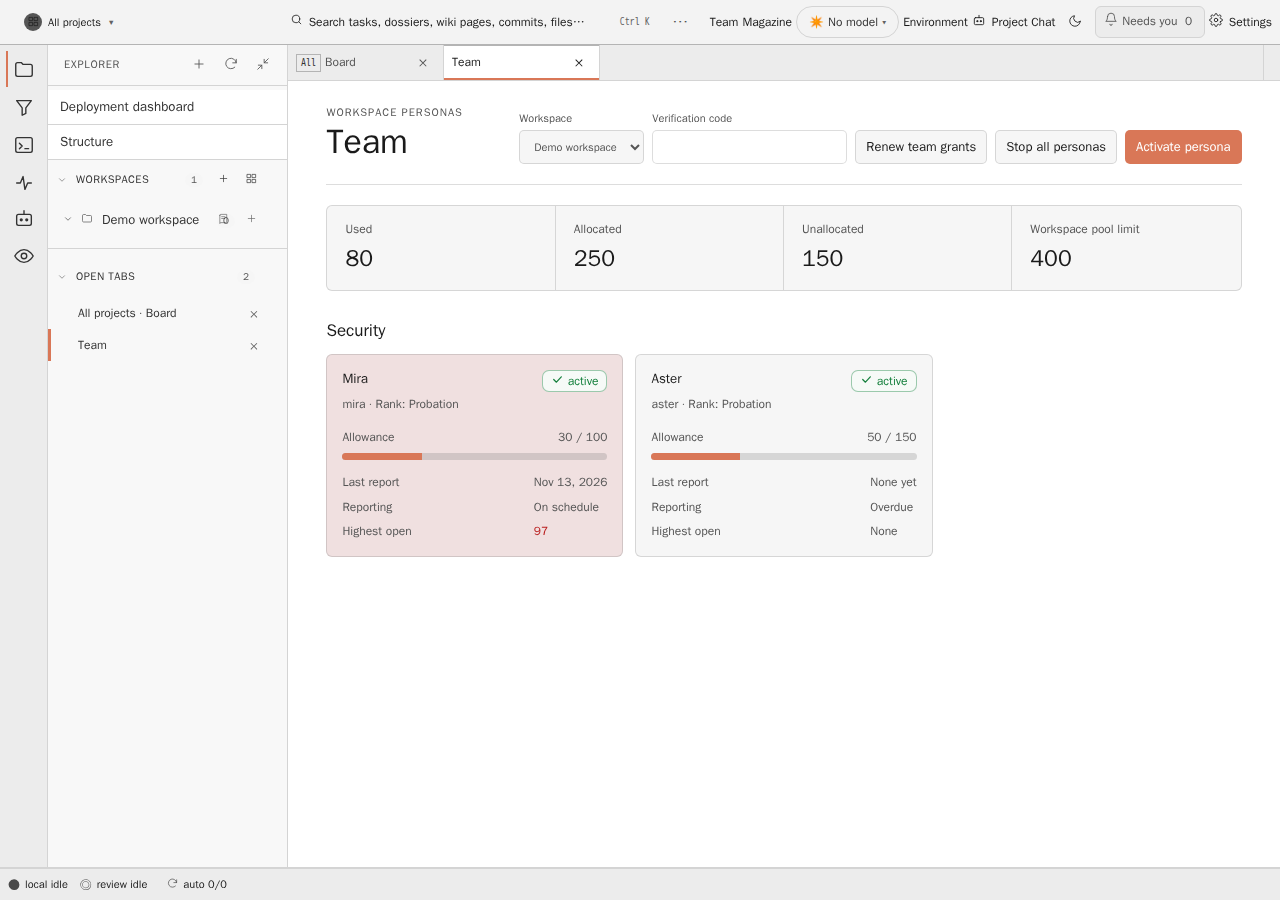 All projects
Search tasks, dossiers, wiki pages, commits, files···
Ctrl K
···
Team Magazine
No model
Environment
Project Chat
Needs you 0
Settings
EXPLORER
Deployment dashboard
Structure
WORKSPACES 1
Demo workspace
OPEN TABS 2
All projects · Board
Team
All Board
Team
WORKSPACE PERSONAS
Team
Workspace
Demo workspace
Verification code
Renew team grants
Stop all personas
Activate persona
Used
80
Allocated
250
Unallocated
150
Workspace pool limit
400
Security
Mira
active
mira · Rank: Probation
Allowance 30 / 100
Last report Nov 13, 2026
Reporting On schedule
Highest open 97
Aster
active
aster · Rank: Probation
Allowance 50 / 150
Last report None yet
Reporting Overdue
Highest open None
local idle
review idle
auto 0/0